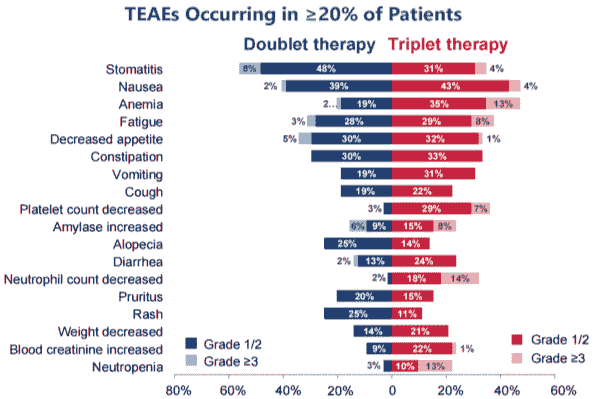 TEAEs Occurring in ≥20% of Patients
Doublet therapy Triplet therapy
Stomatitis 8% 48% 31% 4%
Nausea 2% 39% 43% 4%
Anemia 2... 19% 35% 13%
Fatigue 3% 28% 29% 8%
Decreased appetite 5% 30% 32% 1%
Constipation 30% 33%
Vomiting 19% 31%
Cough 19% 22%
Platelet count decreased 3% 29% 7%
Amylase increased 6% 9% 15% 8%
Alopecia 25% 14%
Diarrhea 2% 13% 24%
Neutrophil count decreased 2% 18% 14%
Pruritus 20% 15%
Rash 25% 11%
Weight decreased 14% 21%
Blood creatinine increased 9% 22% 1%
Neutropenia 3% 10% 13%
Grade 1/2
Grade ≥3
Grade 1/2
Grade ≥3
80% 60% 40% 20% 0 20% 40% 60%